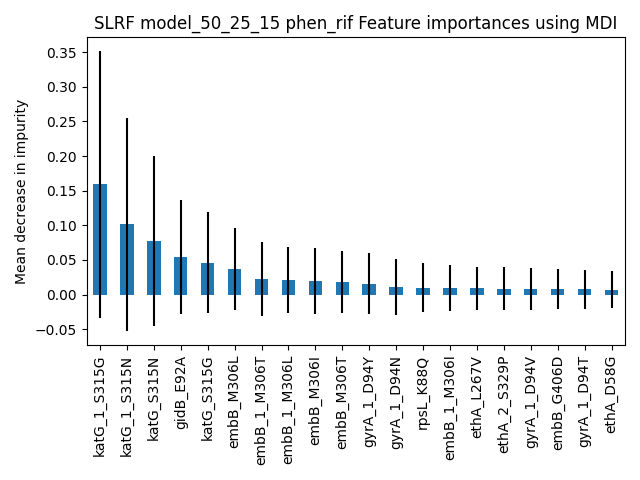 SLRF model_50_25_15 phen_rif Feature importances using MDI
Mean decrease in impurity
0.35
0.30
0.25
0.20
0.15
0.10
0.05
0.00
−0.05
katG_1_S315G
katG_1_S315N
katG_S315N
gidB_E92A
katG_S315G
embB_M306L
embB_1_M306T
embB_1_M306L
embB_M306I
embB_M306T
gyrA_1_D94Y
gyrA_1_D94N
rpsL_K88Q
embB_1_M306I
ethA_L267V
ethA_2_S329P
gyrA_1_D94V
embB_G406D
gyrA_1_D94T
ethA_D58G